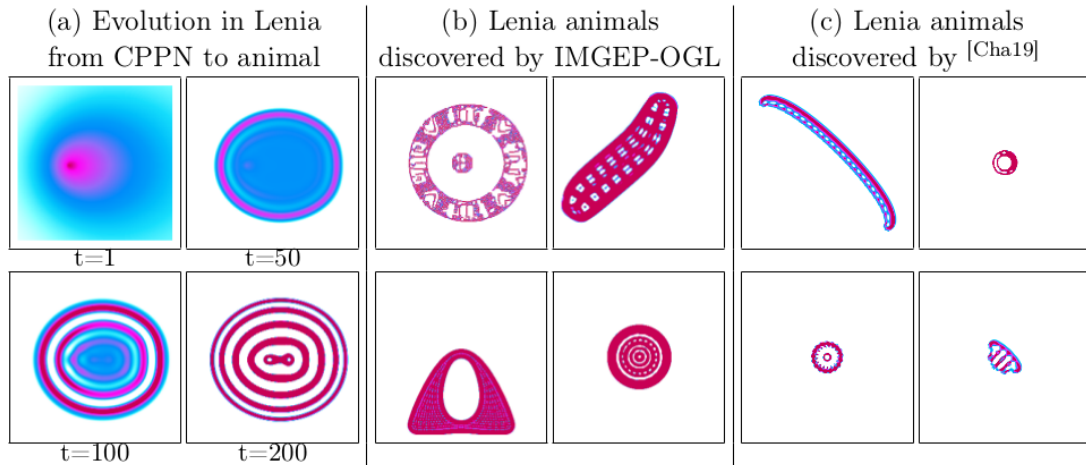 (a) Evolution in Lenia
from CPPN to animal
(b) Lenia animals
discovered by IMGEP-OGL
(c) Lenia animals
discovered by [Cha19]
t=1
t=50
t=100
t=200